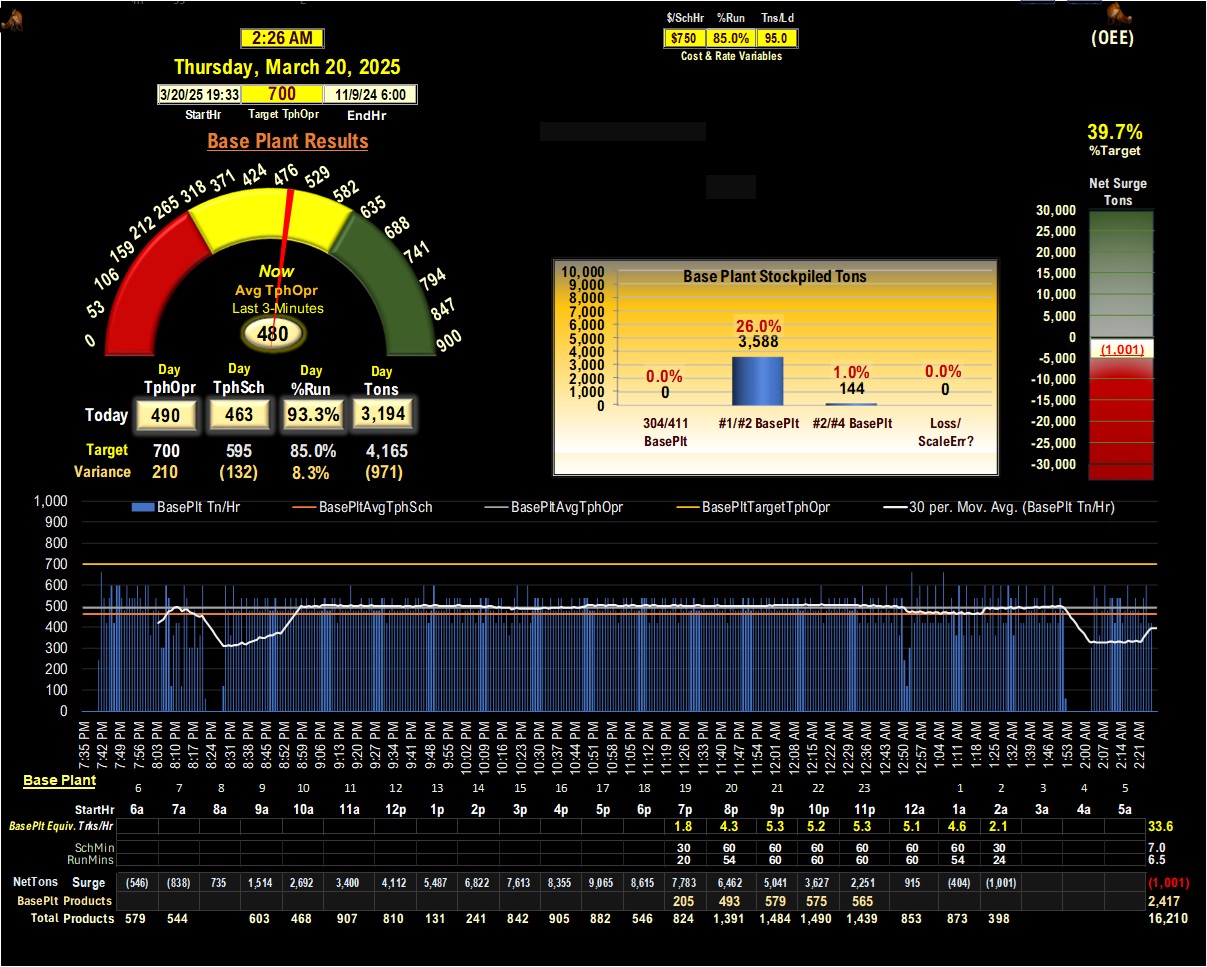 $/SchHr %Run Tns/Ld
$750 85.0% 95.0
Cost & Rate Variables
(OEE)
2:26 AM
Thursday, March 20, 2025
3/20/25 19:33 700 11/9/24 6:00
StartHr Target TphOpr EndHr
Base Plant Results
39.7%
%Target
Net Surge
Tons
30,000
25,000
20,000
15,000
10,000
5,000
0
(1,001)
-5,000
-10,000
-15,000
-20,000
-25,000
-30,000
0 53 106 159 212 265 318 371 424 476 529 582 635 688 741 794 847 900
Now
Avg TphOpr
Last 3-Minutes
480
Day Day Day Day
TphOpr TphSch %Run Tons
Today 490 463 93.3% 3,194
Target 700 595 85.0% 4,165
Variance 210 (132) 8.3% (971)
Base Plant Stockpiled Tons
10,000
9,000
8,000
7,000
6,000
5,000
4,000
3,000
2,000
1,000
0
0.0% 26.0% 1.0% 0.0%
0 3,588 144 0
304/411 #1/#2 BasePlt #2/#4 BasePlt Loss/
BasePlt ScaleErr?
BasePlt Tn/Hr BasePltAvgTphSch BasePltAvgTphOpr BasePltTargetTphOpr 30 per. Mov. Avg. (BasePlt Tn/Hr)
1,000
900
800
700
600
500
400
300
200
100
0
7:35 PM 7:42 PM 7:49 PM 7:56 PM 8:03 PM 8:10 PM 8:17 PM 8:24 PM 8:31 PM 8:38 PM 8:45 PM 8:52 PM 8:59 PM 9:06 PM 9:13 PM 9:20 PM 9:27 PM 9:34 PM 9:41 PM 9:48 PM 9:55 PM 10:02 PM 10:09 PM 10:16 PM 10:23 PM 10:30 PM 10:37 PM 10:44 PM 10:51 PM 10:58 PM 11:05 PM 11:12 PM 11:19 PM 11:26 PM 11:33 PM 11:40 PM 11:47 PM 11:54 PM 12:01 AM 12:08 AM 12:15 AM 12:22 AM 12:29 AM 12:36 AM 12:43 AM 12:50 AM 12:57 AM 1:04 AM 1:11 AM 1:18 AM 1:25 AM 1:32 AM 1:39 AM 1:46 AM 1:53 AM 2:00 AM 2:07 AM 2:14 AM 2:21 AM
Base Plant
6 7 8 9 10 11 12 13 14 15 16 17 18 19 20 21 22 23 1 2 3 4 5
StartHr 6a 7a 8a 9a 10a 11a 12p 1p 2p 3p 4p 5p 6p 7p 8p 9p 10p 11p 12a 1a 2a 3a 4a 5a
BasePlt Equiv. Trks/Hr 1.8 4.3 5.3 5.2 5.3 5.1 4.6 2.1 33.6
SchMin 30 60 60 60 60 60 60 30 7.0
RunMins 20 54 60 60 60 60 54 24 6.5
NetTons Surge (546) (838) 735 1,514 2,692 3,400 4,112 5,487 6,822 7,613 8,355 9,065 8,615 7,783 6,462 5,041 3,627 2,251 915 (404) (1,001) (1,001)
BasePlt Products 205 493 579 575 565 2,417
Total Products 579 544 603 468 907 810 131 241 842 905 882 546 824 1,391 1,484 1,490 1,439 853 873 398 16,210